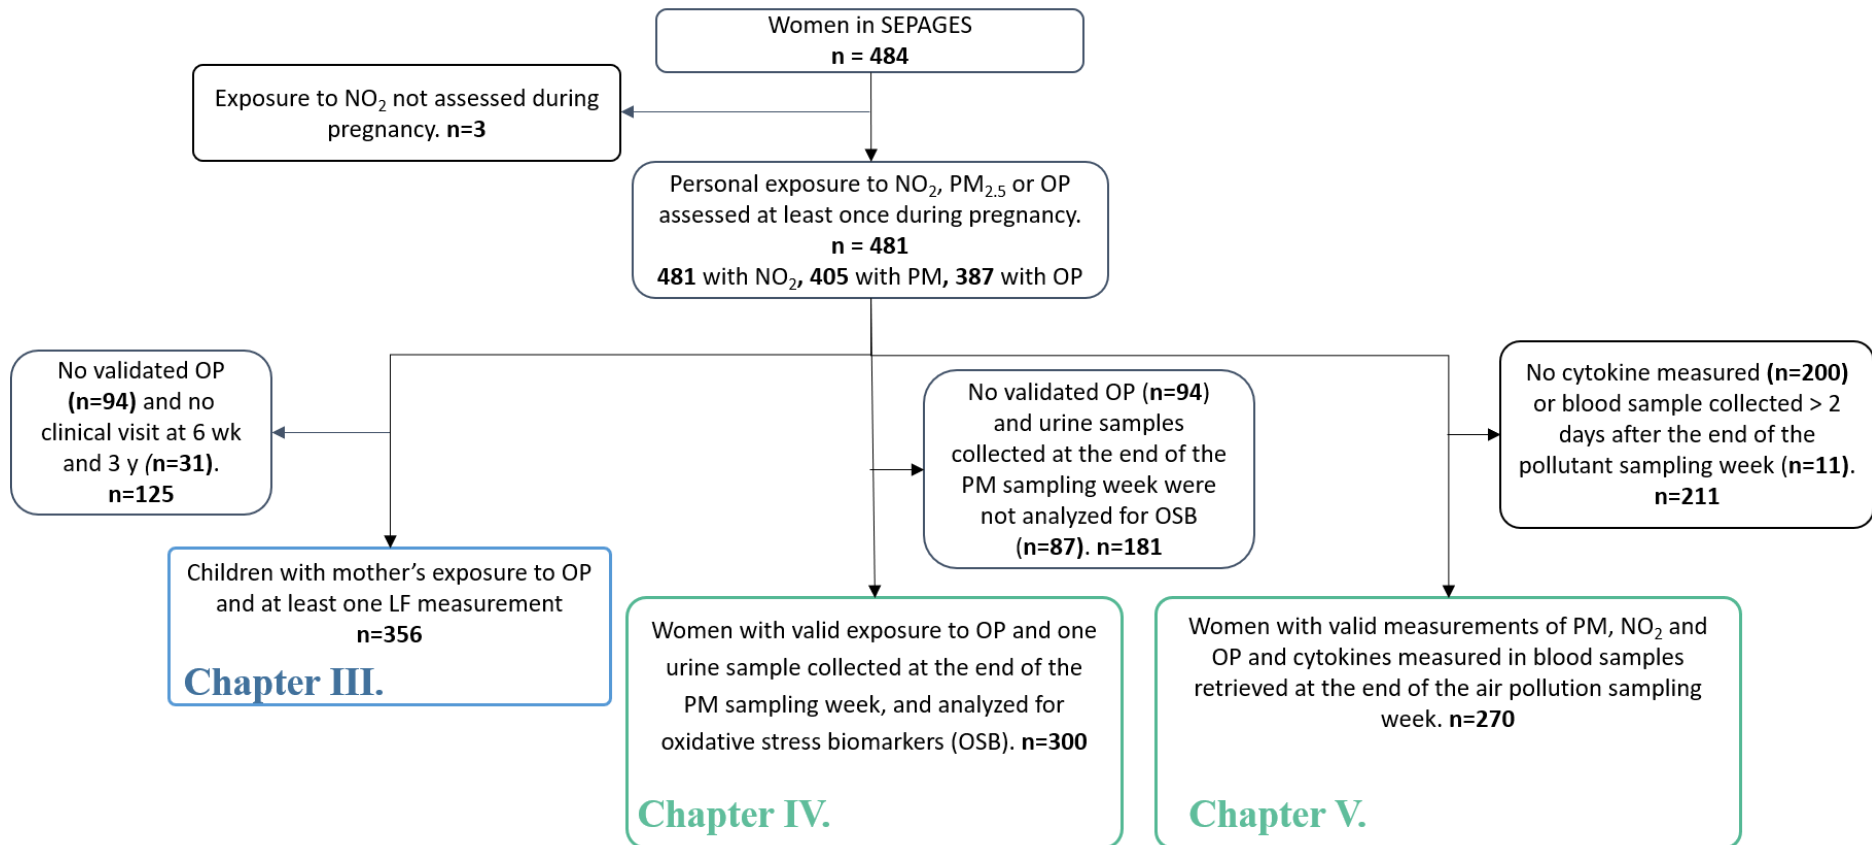 Women in SEPAGES
n = 484
Exposure to NO₂ not assessed during
pregnancy. n=3
Personal exposure to NO₂, PM₂.₅ or OP
assessed at least once during pregnancy.
n = 481
481 with NO₂, 405 with PM, 387 with OP
No validated OP
(n=94) and no
clinical visit at 6 wk
and 3 y (n=31).
n=125
No validated OP (n=94)
and urine samples
collected at the end of the
PM sampling week were
not analyzed for OSB
(n=87). n=181
No cytokine measured (n=200)
or blood sample collected > 2
days after the end of the
pollutant sampling week (n=11).
n=211
Children with mother’s exposure to OP
and at least one LF measurement
n=356
Chapter III.
Women with valid exposure to OP and one
urine sample collected at the end of the
PM sampling week, and analyzed for
oxidative stress biomarkers (OSB). n=300
Chapter IV.
Women with valid measurements of PM, NO₂ and
OP and cytokines measured in blood samples
retrieved at the end of the air pollution sampling
week. n=270
Chapter V.